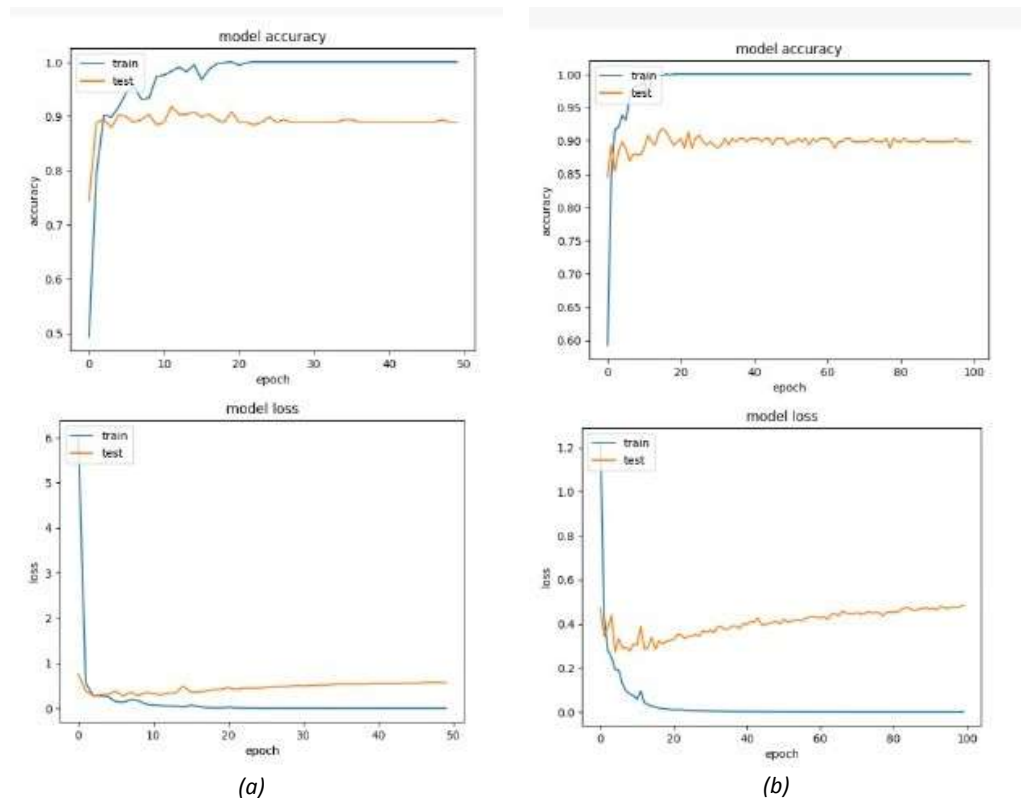 model accuracy
train
test
1.0
0.9
0.8
0.7
0.6
0.5
accuracy
0 10 20 30 40 50
epoch
model loss
train
test
6
5
4
3
2
1
0
loss
0 10 20 30 40 50
epoch
(a)
model accuracy
train
test
1.00
0.95
0.90
0.85
0.80
0.75
0.70
0.65
0.60
accuracy
0 20 40 60 80 100
epoch
model loss
train
test
1.2
1.0
0.8
0.6
0.4
0.2
0.0
loss
0 20 40 60 80 100
epoch
(b)